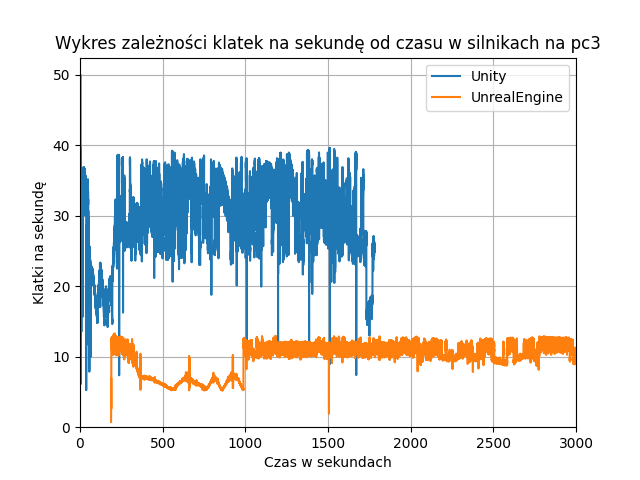 Wykres zależności klatek na sekundę od czasu w silnikach na pc3
Unity
UnrealEngine
Klatki na sekundę
50
40
30
20
10
0
0 500 1000 1500 2000 2500 3000
Czas w sekundach